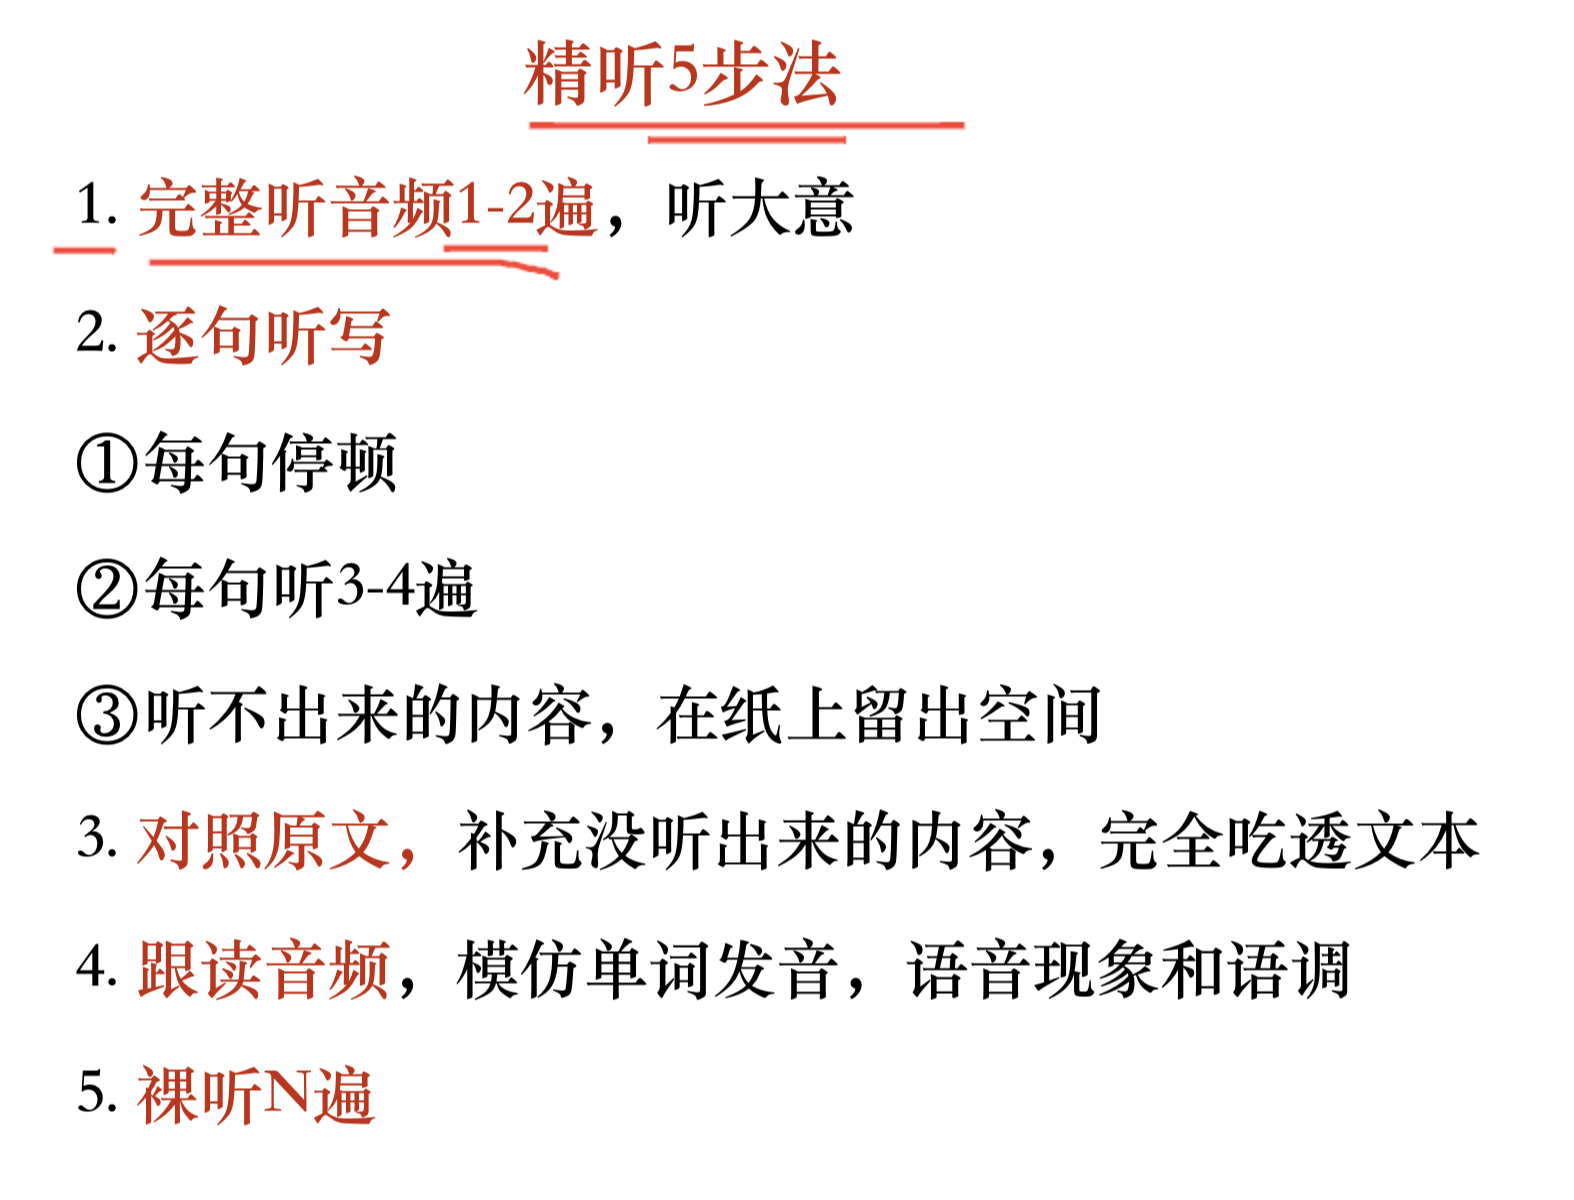 精听5步法
1. 完整听音频1-2遍，听大意
2. 逐句听写
①每句停顿
②每句听3-4遍
③听不出来的内容，在纸上留出空间
3. 对照原文，补充没听出来的内容，完全吃透文本
4. 跟读音频，模仿单词发音，语音现象和语调
5. 裸听N遍